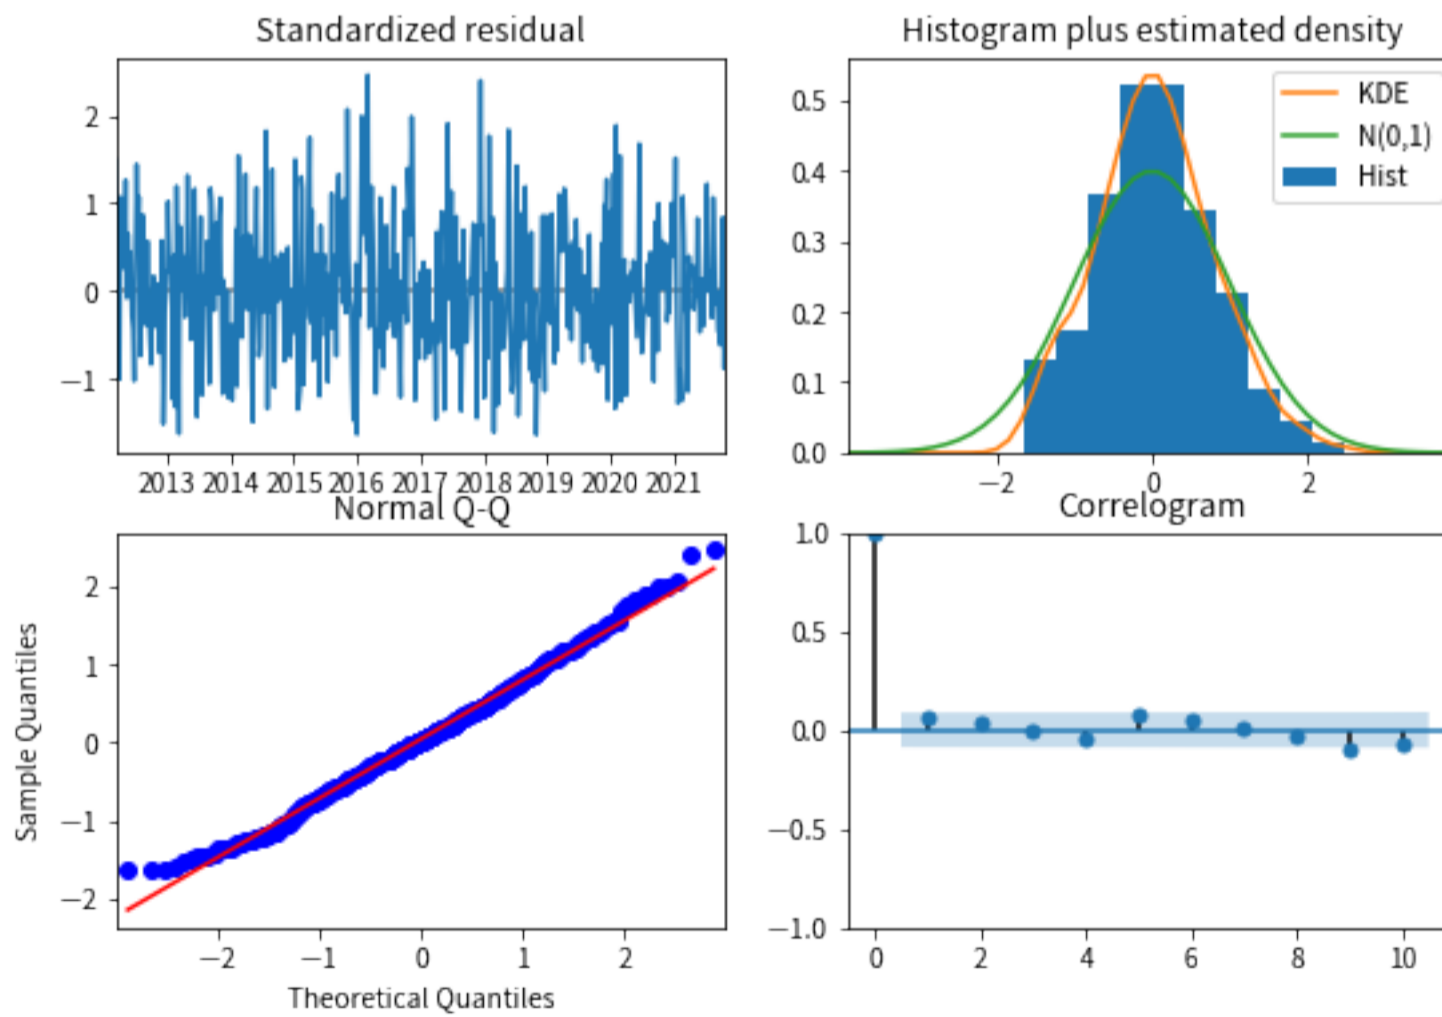 Standardized residual
2
1
0
−1
2013 2014 2015 2016 2017 2018 2019 2020 2021
Histogram plus estimated density
0.5
0.4
0.3
0.2
0.1
0.0
−2 0 2
KDE
N(0,1)
Hist
Normal Q-Q
Sample Quantiles
2
1
0
−1
−2
−2 −1 0 1 2
Theoretical Quantiles
Correlogram
1.0
0.5
0.0
−0.5
−1.0
0 2 4 6 8 10